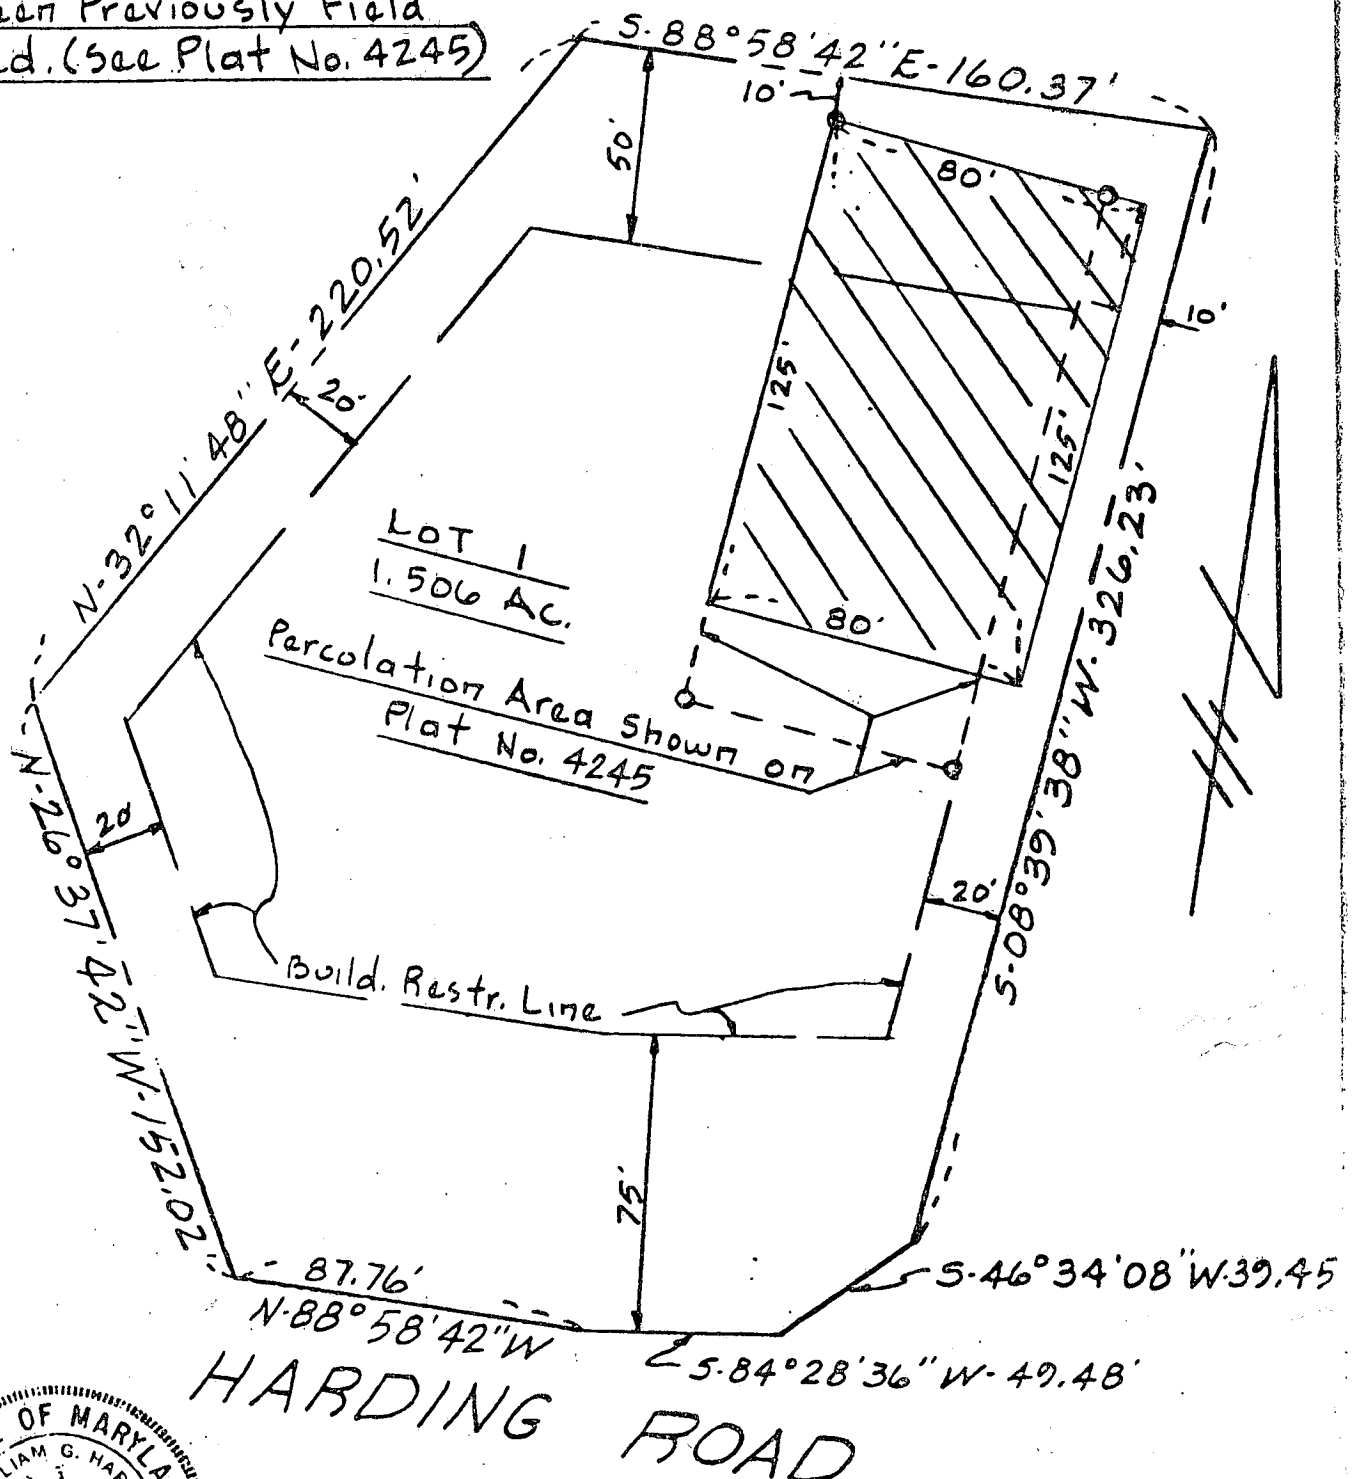 Previously Field
(See Plat No. 4245)
S. 88° 58' 42" E - 160.37'
10'
50'
80'
N-32° 11' 48" E - 220.52'
20'
10'
125'
125'
LOT 1
1.506 AC.
80'
Percolation Area Shown on
Plat No. 4245
S-08° 39' 38" W. 326.23'
N-26° 37' 42" W. 152.02'
20'
20'
Build. Restr. Line
75'
87.76'
N-88° 58' 42" W
S-46° 34' 08" W. 39.45
S. 84° 28' 36" W - 49.48'
HARDING ROAD
OF MARYLA
LIAM G. HAR